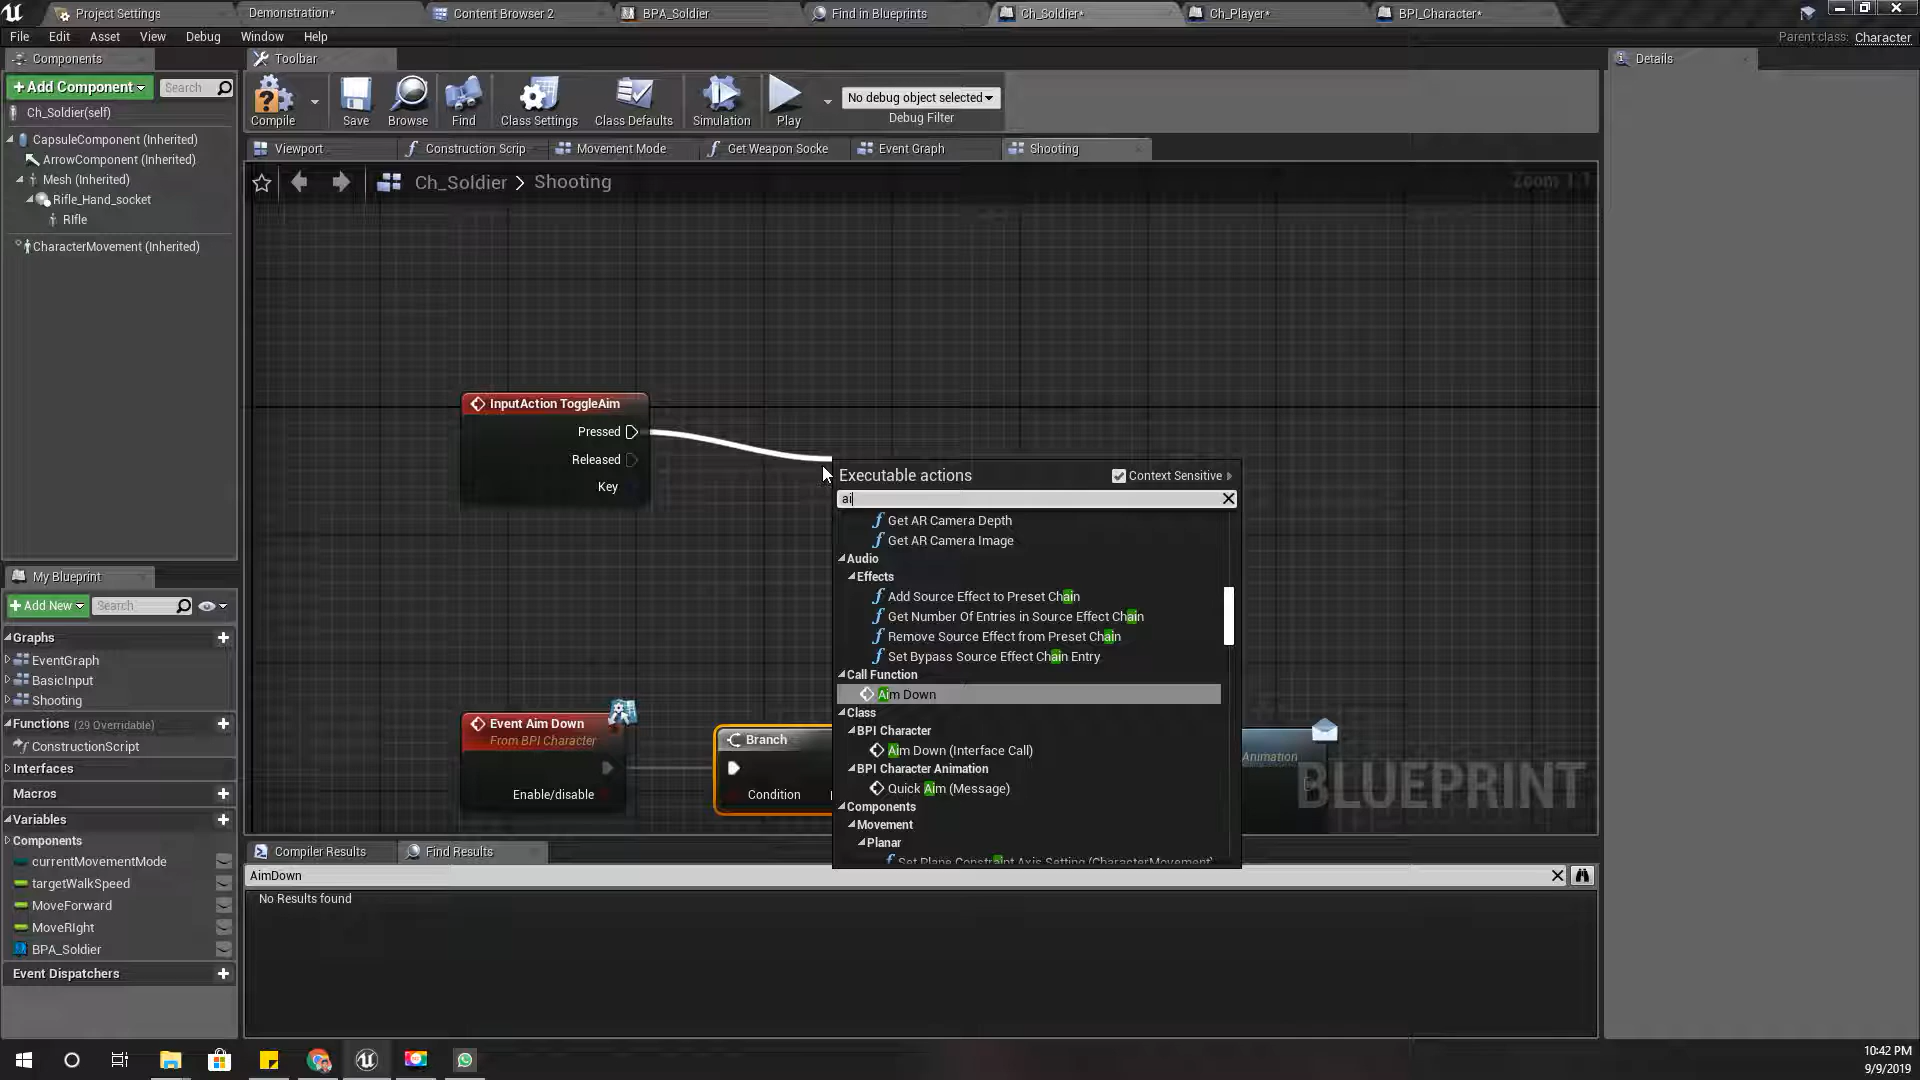 Project Settings
Demonstration*
Content Browser 2
BPA_Soldier
Find in Blueprints
Ch_Soldier*
Ch_Player*
BPI_Character*
File Edit Asset View Debug Window Help
Parent class: Character
Components
Toolbar
Details
+ Add Component
Search
Compile
Save
Browse
Find
Class Settings
Class Defaults
Simulation
Play
No debug object selected
Debug Filter
Ch_Soldier(self)
CapsuleComponent (Inherited)
ArrowComponent (Inherited)
Mesh (Inherited)
Rifle_Hand_socket
RIfle
CharacterMovement (Inherited)
Viewport
Construction Scrip
Movement Mode
Get Weapon Socke
Event Graph
Shooting
Ch_Soldier > Shooting
Zoom 1:1
InputAction ToggleAim
Pressed
Released
Key
Executable actions
Context Sensitive
ai
Get AR Camera Depth
Get AR Camera Image
Audio
Effects
Add Source Effect to Preset Chain
Get Number Of Entries in Source Effect Chain
Remove Source Effect from Preset Chain
Set Bypass Source Effect Chain Entry
Call Function
Aim Down
Class
BPI Character
Aim Down (Interface Call)
BPI Character Animation
Quick Aim (Message)
Components
Movement
Planar
Set Plane Constraint Axis Setting (CharacterMovement)
Event Aim Down
From BPI Character
Enable/disable
Branch
Condition
Animation
BLUEPRINT
My Blueprint
+ Add New
Search
Graphs
EventGraph
BasicInput
Shooting
Functions (29 Overridable)
ConstructionScript
Interfaces
Macros
Variables
Components
currentMovementMode
targetWalkSpeed
MoveForward
MoveRIght
BPA_Soldier
Event Dispatchers
Compiler Results
Find Results
AimDown
No Results found
10:42 PM
9/9/2019